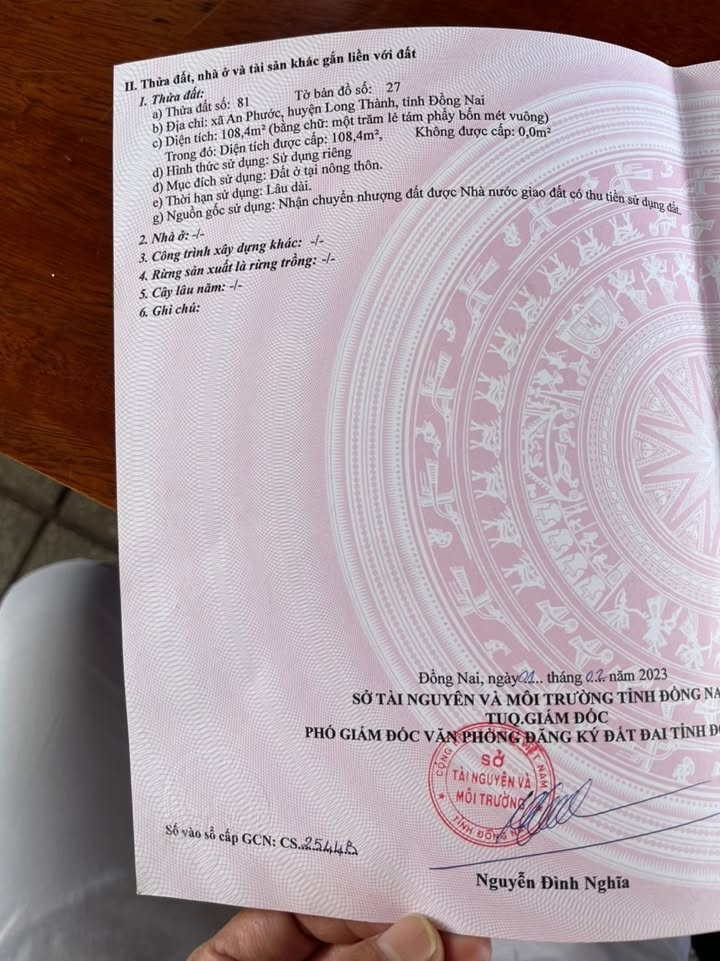 II. Thửa đất, nhà ở và tài sản khác gắn liền với đất
1. Thửa đất:
a) Thửa đất số: 81 Tờ bản đồ số: 27
b) Địa chỉ: xã An Phước, huyện Long Thành, tỉnh Đồng Nai
c) Diện tích: 108,4m² (bằng chữ: một trăm lẻ tám phẩy bốn mét vuông)
Trong đó: Diện tích được cấp: 108,4m², Không được cấp: 0,0m²
d) Hình thức sử dụng: Sử dụng riêng
đ) Mục đích sử dụng: Đất ở tại nông thôn.
e) Thời hạn sử dụng: Lâu dài.
g) Nguồn gốc sử dụng: Nhận chuyển nhượng đất được Nhà nước giao đất có thu tiền sử dụng đất.
2. Nhà ở: -/-
3. Công trình xây dựng khác: -/-
4. Rừng sản xuất là rừng trồng: -/-
5. Cây lâu năm: -/-
6. Ghi chú:
Đồng Nai, ngày .. tháng 02. năm 2023
SỞ TÀI NGUYÊN VÀ MÔI TRƯỜNG TỈNH ĐỒNG NA
TUQ.GIÁM ĐỐC
PHÓ GIÁM ĐỐC VĂN PHÒNG ĐĂNG KÝ ĐẤT ĐAI TỈNH Đ
SỞ
TÀI NGUYÊN VÀ
MÔI TRƯỜNG
TỈNH ĐỒNG
Số vào sổ cấp GCN: CS.
Nguyễn Đình Nghĩa